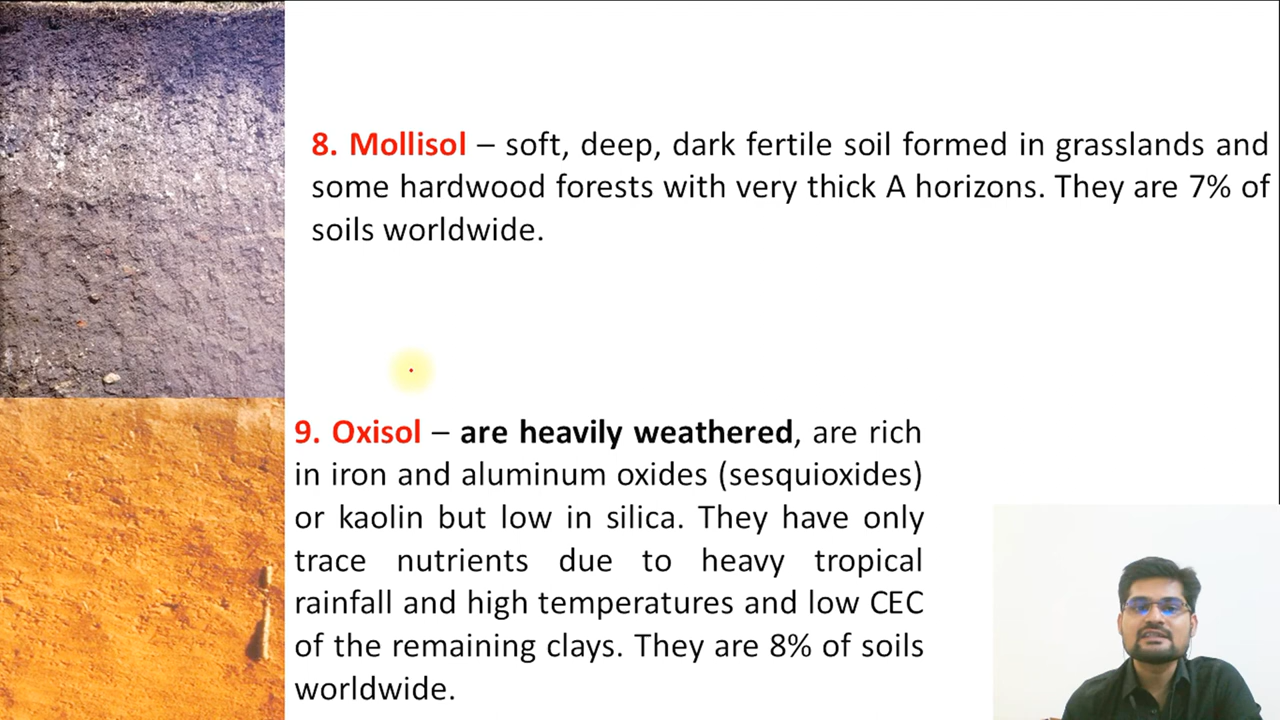 8. Mollisol – soft, deep, dark fertile soil formed in grasslands and
some hardwood forests with very thick A horizons. They are 7% of
soils worldwide.
9. Oxisol – are heavily weathered, are rich
in iron and aluminum oxides (sesquioxides)
or kaolin but low in silica. They have only
trace nutrients due to heavy tropical
rainfall and high temperatures and low CEC
of the remaining clays. They are 8% of soils
worldwide.